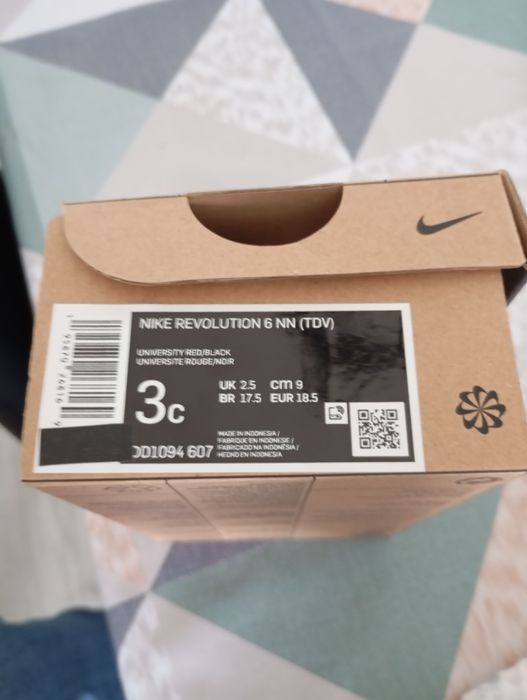 NIKE REVOLUTION 6 NN (TDV)
UNIVERSITY RED/BLACK
UNIVERSITE ROUGE/NOIR
3C
UK 2.5 CM 9
BR 17.5 EUR 18.5
MADE IN INDONESIA /
FABRIQUE EN INDONESIE /
FABRICADO NA INDONÉSIA /
HECHO EN INDONESIA
DD1094 607